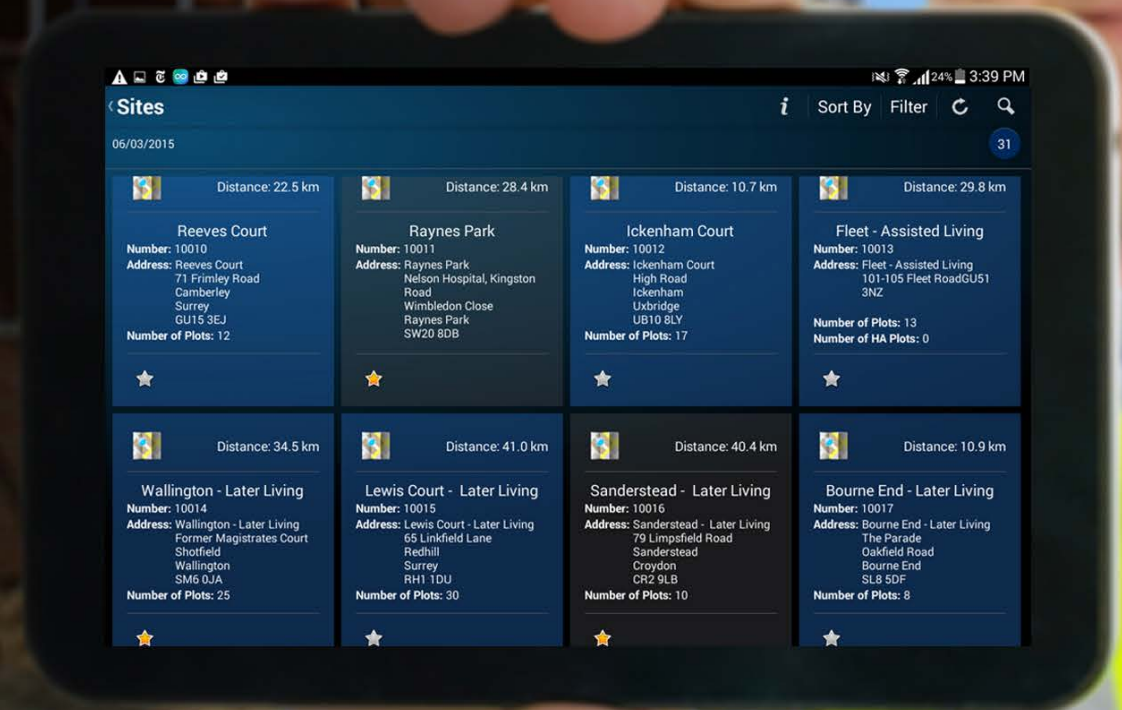 24% 3:39 PM
Sites
i Sort By Filter
06/03/2015
31
Distance: 22.5 km
Reeves Court
Number: 10010
Address: Reeves Court
71 Frimley Road
Camberley
Surrey
GU15 3EJ
Number of Plots: 12
Distance: 28.4 km
Raynes Park
Number: 10011
Address: Raynes Park
Nelson Hospital, Kingston
Road
Wimbledon Close
Raynes Park
SW20 8DB
Distance: 10.7 km
Ickenham Court
Number: 10012
Address: Ickenham Court
High Road
Ickenham
Uxbridge
UB10 8LY
Number of Plots: 17
Distance: 29.8 km
Fleet - Assisted Living
Number: 10013
Address: Fleet - Assisted Living
101-105 Fleet RoadGU51
3NZ
Number of Plots: 13
Number of HA Plots: 0
Distance: 34.5 km
Wallington - Later Living
Number: 10014
Address: Wallington - Later Living
Former Magistrates Court
Shotfield
Wallington
SM6 0JA
Number of Plots: 25
Distance: 41.0 km
Lewis Court - Later Living
Number: 10015
Address: Lewis Court - Later Living
65 Linkfield Lane
Redhill
Surrey
RH1 1DU
Number of Plots: 30
Distance: 40.4 km
Sanderstead - Later Living
Number: 10016
Address: Sanderstead - Later Living
79 Limpsfield Road
Sanderstead
Croydon
CR2 9LB
Number of Plots: 10
Distance: 10.9 km
Bourne End - Later Living
Number: 10017
Address: Bourne End - Later Living
The Parade
Oakfield Road
Bourne End
SL8 5DF
Number of Plots: 8